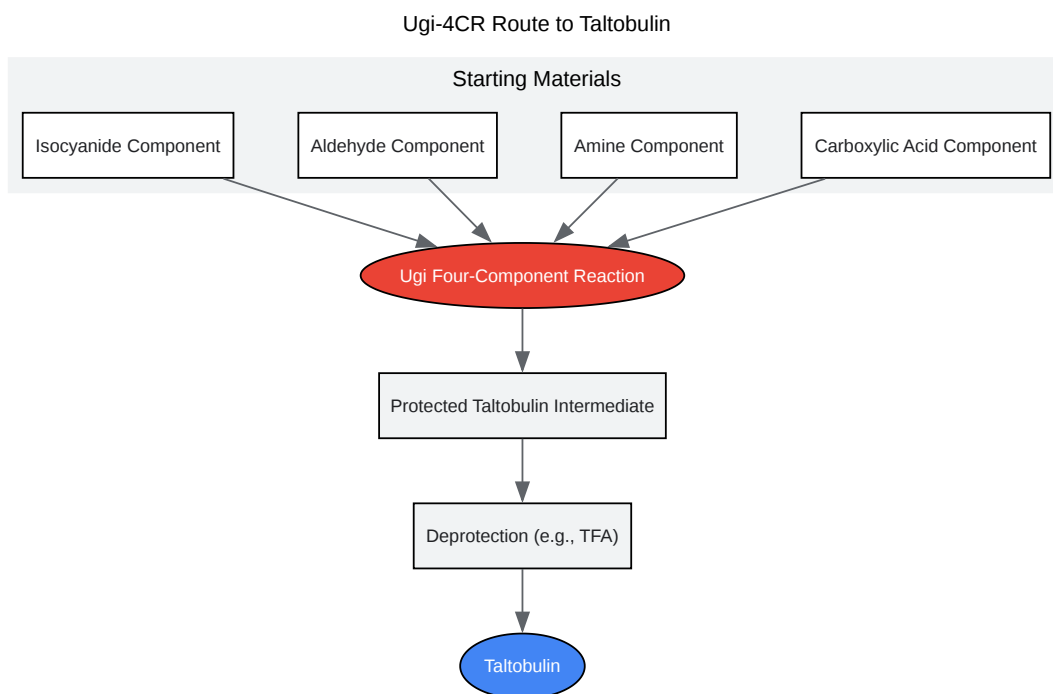 Ugi-4CR Route to Taltobulin
Starting Materials
Isocyanide Component
Aldehyde Component
Amine Component
Carboxylic Acid Component
Ugi Four-Component Reaction
Protected Taltobulin Intermediate
Deprotection (e.g., TFA)
Taltobulin